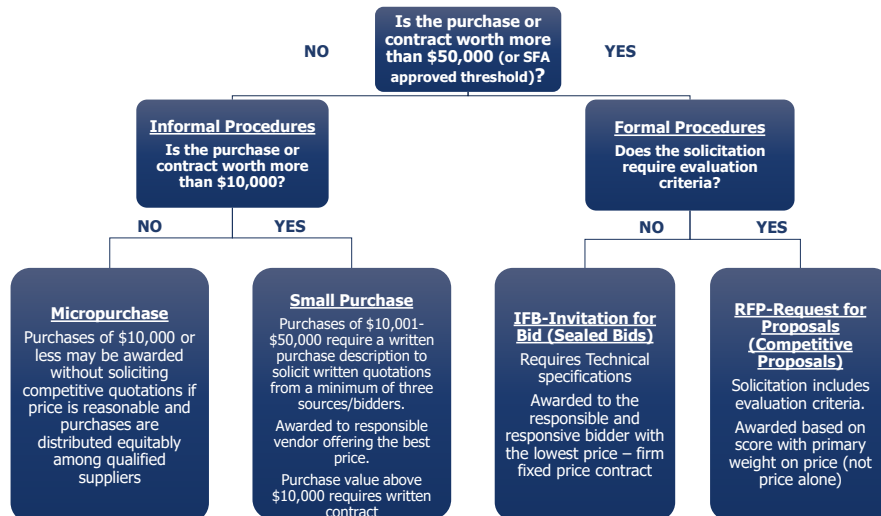 Is the purchase or
contract worth more
than $50,000 (or SFA
approved threshold)?
NO
YES
Informal Procedures
Is the purchase or
contract worth more
than $10,000?
Formal Procedures
Does the solicitation
require evaluation
criteria?
NO
YES
NO
YES
Micropurchase
Purchases of $10,000 or
less may be awarded
without soliciting
competitive quotations if
price is reasonable and
purchases are
distributed equitably
among qualified
suppliers
Small Purchase
Purchases of $10,001-
$50,000 require a written
purchase description to
solicit written quotations
from a minimum of three
sources/bidders.
Awarded to responsible
vendor offering the best
price.
Purchase value above
$10,000 requires written
contract
IFB-Invitation for
Bid (Sealed Bids)
Requires Technical
specifications
Awarded to the
responsible and
responsive bidder with
the lowest price – firm
fixed price contract
RFP-Request for
Proposals
(Competitive
Proposals)
Solicitation includes
evaluation criteria.
Awarded based on
score with primary
weight on price (not
price alone)